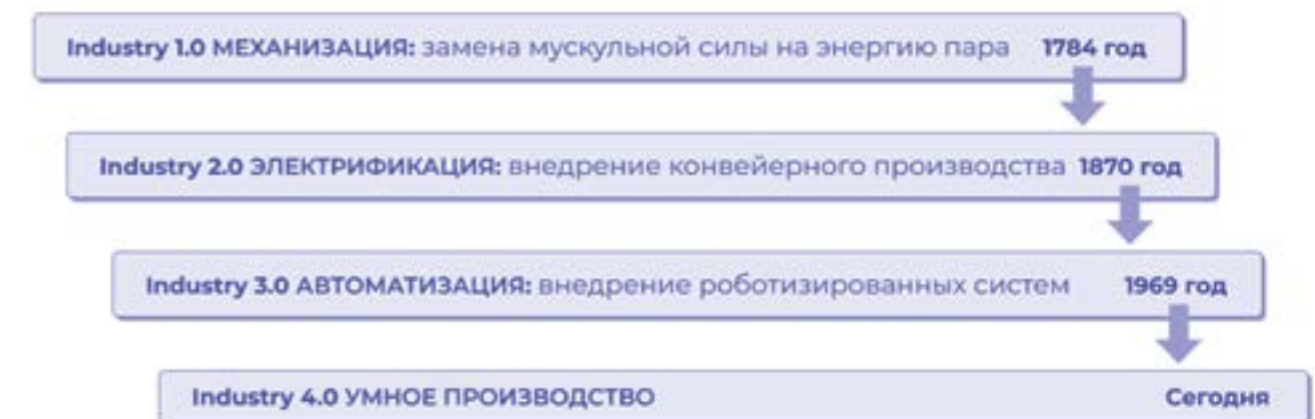 Industry 1.0 МЕХАНИЗАЦИЯ: замена мускульной силы на энергию пара 1784 год
Industry 2.0 ЭЛЕКТРИФИКАЦИЯ: внедрение конвейерного производства 1870 год
Industry 3.0 АВТОМАТИЗАЦИЯ: внедрение роботизированных систем 1969 год
Industry 4.0 УМНОЕ ПРОИЗВОДСТВО Сегодня